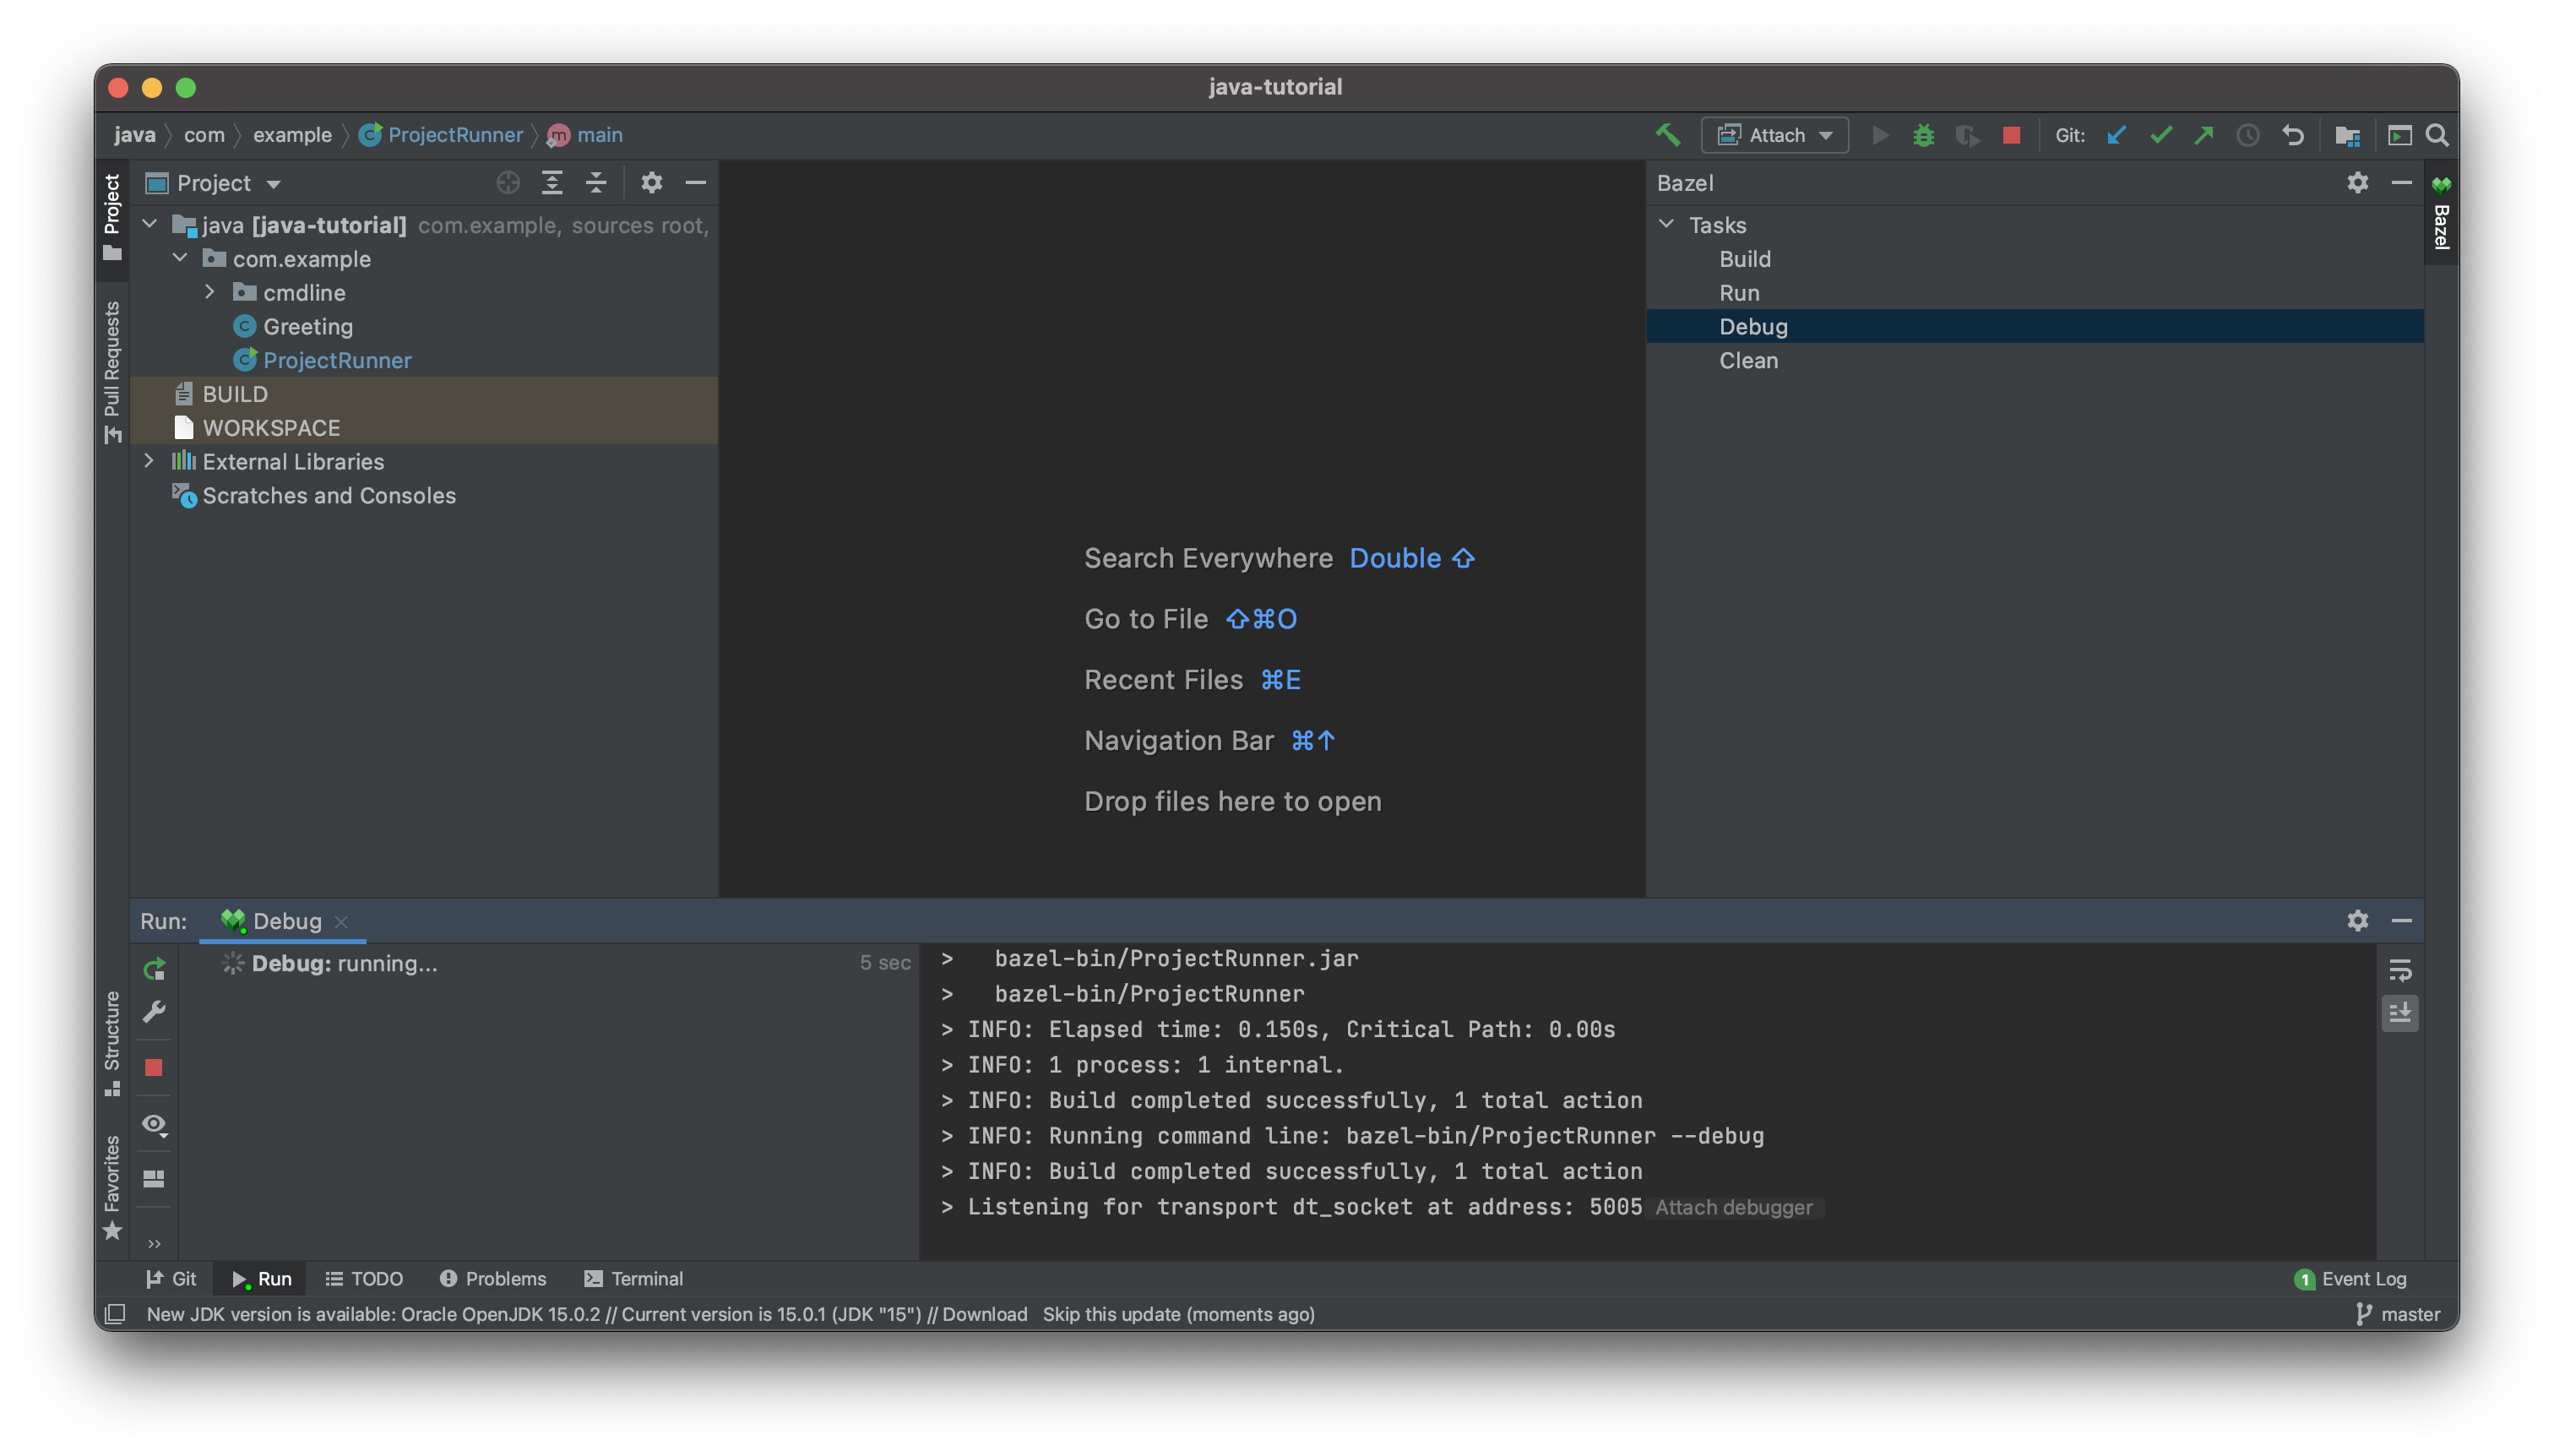 java-tutorial
java com example ProjectRunner main
Attach
Git:
Project
Project
java [java-tutorial] com.example, sources root,
com.example
cmdline
Greeting
ProjectRunner
BUILD
WORKSPACE
External Libraries
Scratches and Consoles
Pull Requests
Structure
Favorites
Search Everywhere Double ⇧
Go to File ⇧⌘O
Recent Files ⌘E
Navigation Bar ⌘↑
Drop files here to open
Bazel
Tasks
Build
Run
Debug
Clean
Bazel
Run: Debug
Debug: running... 5 sec
> bazel-bin/ProjectRunner.jar
> bazel-bin/ProjectRunner
> INFO: Elapsed time: 0.150s, Critical Path: 0.00s
> INFO: 1 process: 1 internal.
> INFO: Build completed successfully, 1 total action
> INFO: Running command line: bazel-bin/ProjectRunner --debug
> INFO: Build completed successfully, 1 total action
> Listening for transport dt_socket at address: 5005 Attach debugger
Git Run TODO Problems Terminal
1 Event Log
New JDK version is available: Oracle OpenJDK 15.0.2 // Current version is 15.0.1 (JDK "15") // Download Skip this update (moments ago)
master